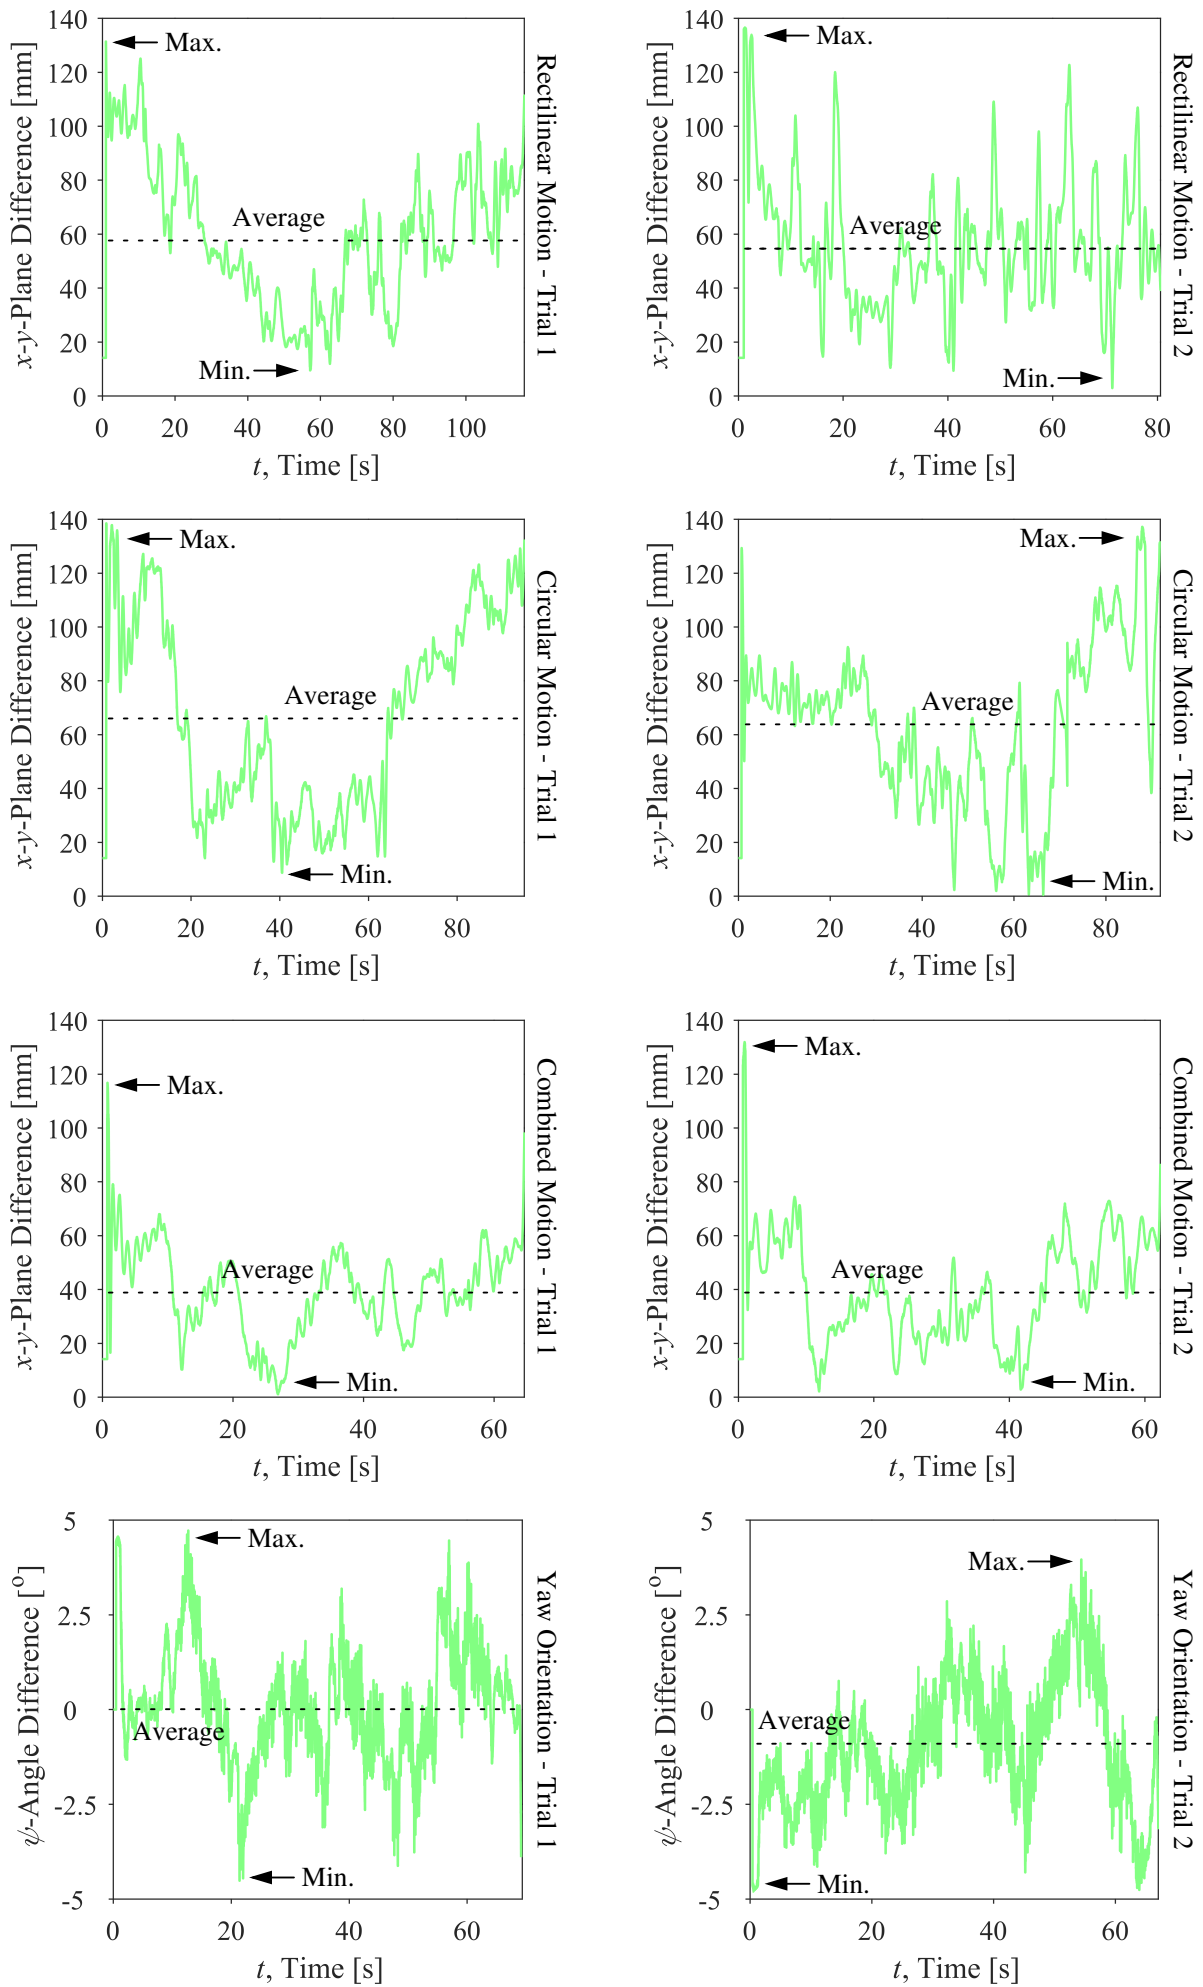 140
120
100
80
60
40
20
0
x-y-Plane Difference [mm]
Max.
Average
Min.
0 20 40 60 80 100
t, Time [s]
Rectilinear Motion - Trial 1
140
120
100
80
60
40
20
0
x-y-Plane Difference [mm]
Max.
Average
Min.
0 20 40 60 80
t, Time [s]
Rectilinear Motion - Trial 2
140
120
100
80
60
40
20
0
x-y-Plane Difference [mm]
Max.
Average
Min.
0 20 40 60 80
t, Time [s]
Circular Motion - Trial 1
140
120
100
80
60
40
20
0
x-y-Plane Difference [mm]
Max.
Average
Min.
0 20 40 60 80
t, Time [s]
Circular Motion - Trial 2
140
120
100
80
60
40
20
0
x-y-Plane Difference [mm]
Max.
Average
Min.
0 20 40 60
t, Time [s]
Combined Motion - Trial 1
140
120
100
80
60
40
20
0
x-y-Plane Difference [mm]
Max.
Average
Min.
0 20 40 60
t, Time [s]
Combined Motion - Trial 2
5
2.5
0
-2.5
-5
ψ-Angle Difference [º]
Max.
Average
Min.
0 20 40 60
t, Time [s]
Yaw Orientation - Trial 1
5
2.5
0
-2.5
-5
ψ-Angle Difference [º]
Max.
Average
Min.
0 20 40 60
t, Time [s]
Yaw Orientation - Trial 2